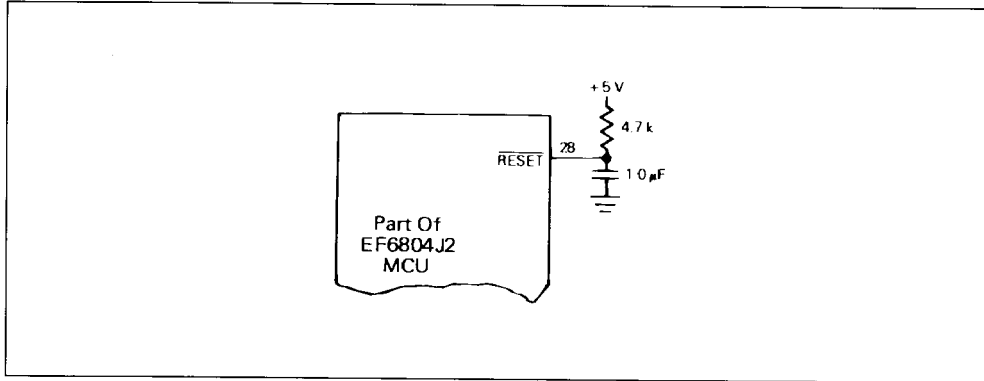 +5 V
4.7 k
28
RESET
1.0 µF
Part Of
EF6804J2
MCU